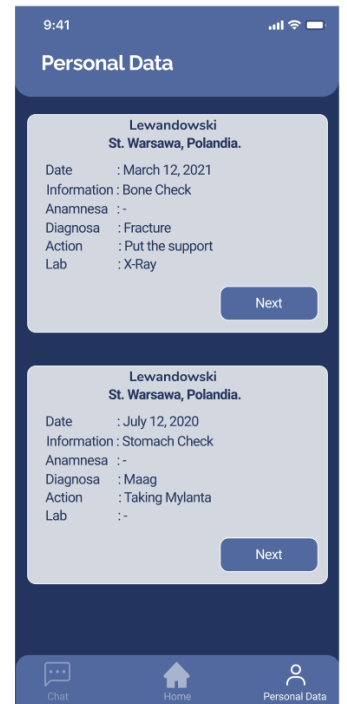 9:41
Personal Data
Lewandowski
St. Warsawa, Polandia.
Date : March 12, 2021
Information : Bone Check
Anamnesa : -
Diagnosa : Fracture
Action : Put the support
Lab : X-Ray
Next
Lewandowski
St. Warsawa, Polandia.
Date : July 12, 2020
Information : Stomach Check
Anamnesa : -
Diagnosa : Maag
Action : Taking Mylanta
Lab : -
Next
Chat Home Personal Data